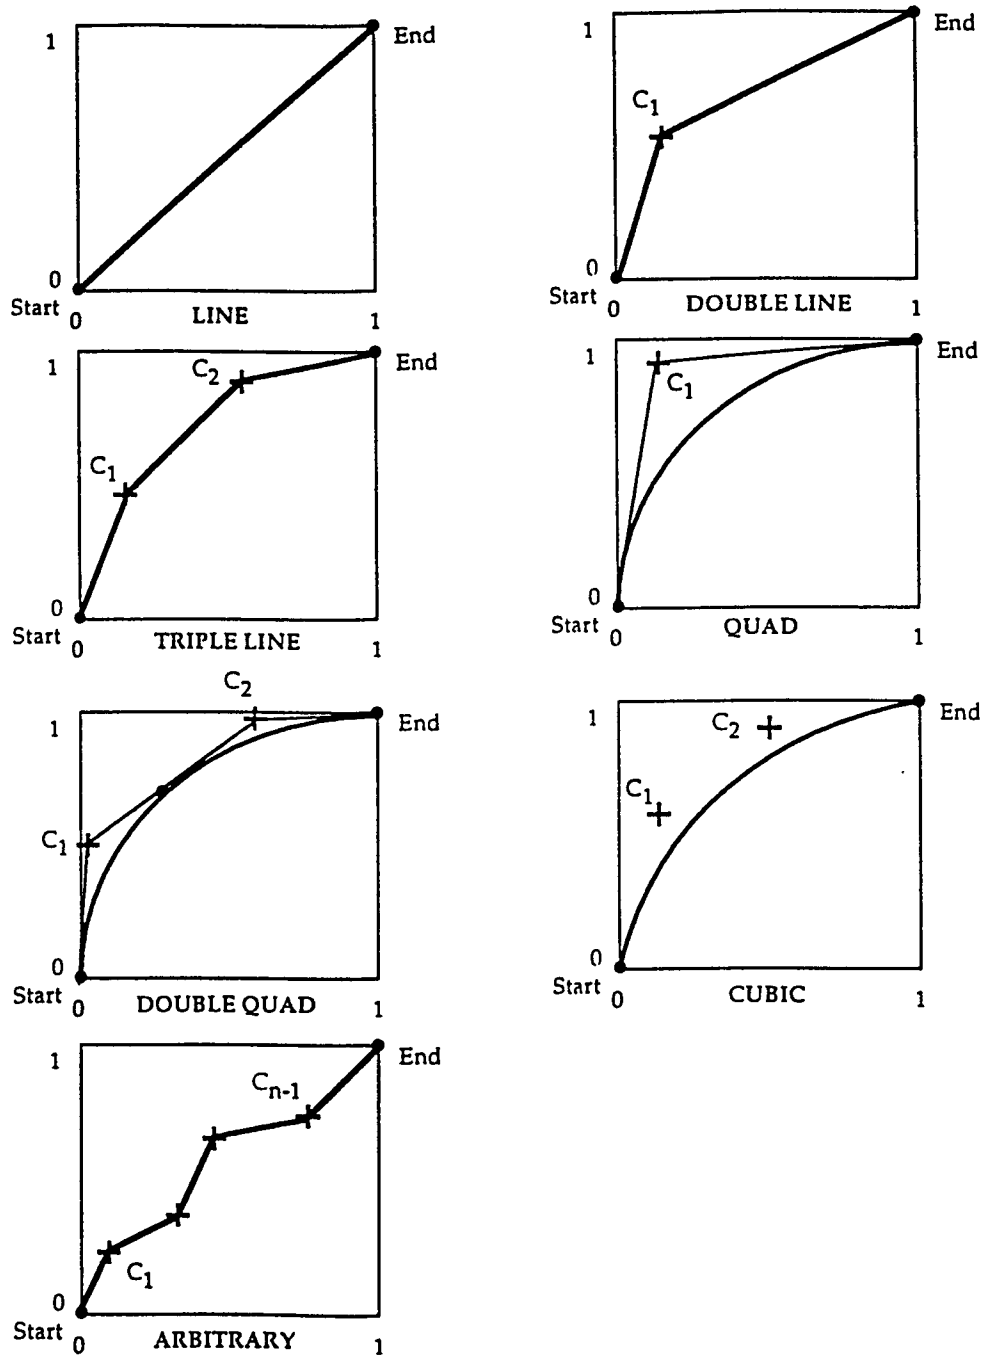 1
End
0
Start
0
LINE
1
1
End
C1
0
Start
0
DOUBLE LINE
1
1
C2
End
C1
0
Start
0
TRIPLE LINE
1
1
End
C1
0
Start
0
QUAD
1
C2
1
End
C1
0
Start
0
DOUBLE QUAD
1
1
C2
End
C1
0
Start
0
CUBIC
1
1
End
Cn-1
C1
0
Start
0
ARBITRARY
1